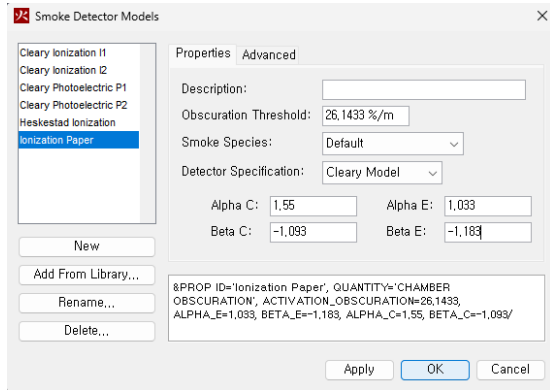 火 Smoke Detector Models
Cleary Ionization I1
Cleary Ionization I2
Cleary Photoelectric P1
Cleary Photoelectric P2
Heskestad Ionization
Ionization Paper
New
Add From Library...
Rename...
Delete...
Properties Advanced
Description:
Obscuration Threshold: 26,1433 %/m
Smoke Species: Default
Detector Specification: Cleary Model
Alpha C: 1,55 Alpha E: 1,033
Beta C: -1,093 Beta E: -1,183
&PROP ID='Ionization Paper', QUANTITY='CHAMBER
OBSCURATION', ACTIVATION_OBSCURATION=26,1433,
ALPHA_E=1,033, BETA_E=-1,183, ALPHA_C=1,55, BETA_C=-1,093/
Apply OK Cancel